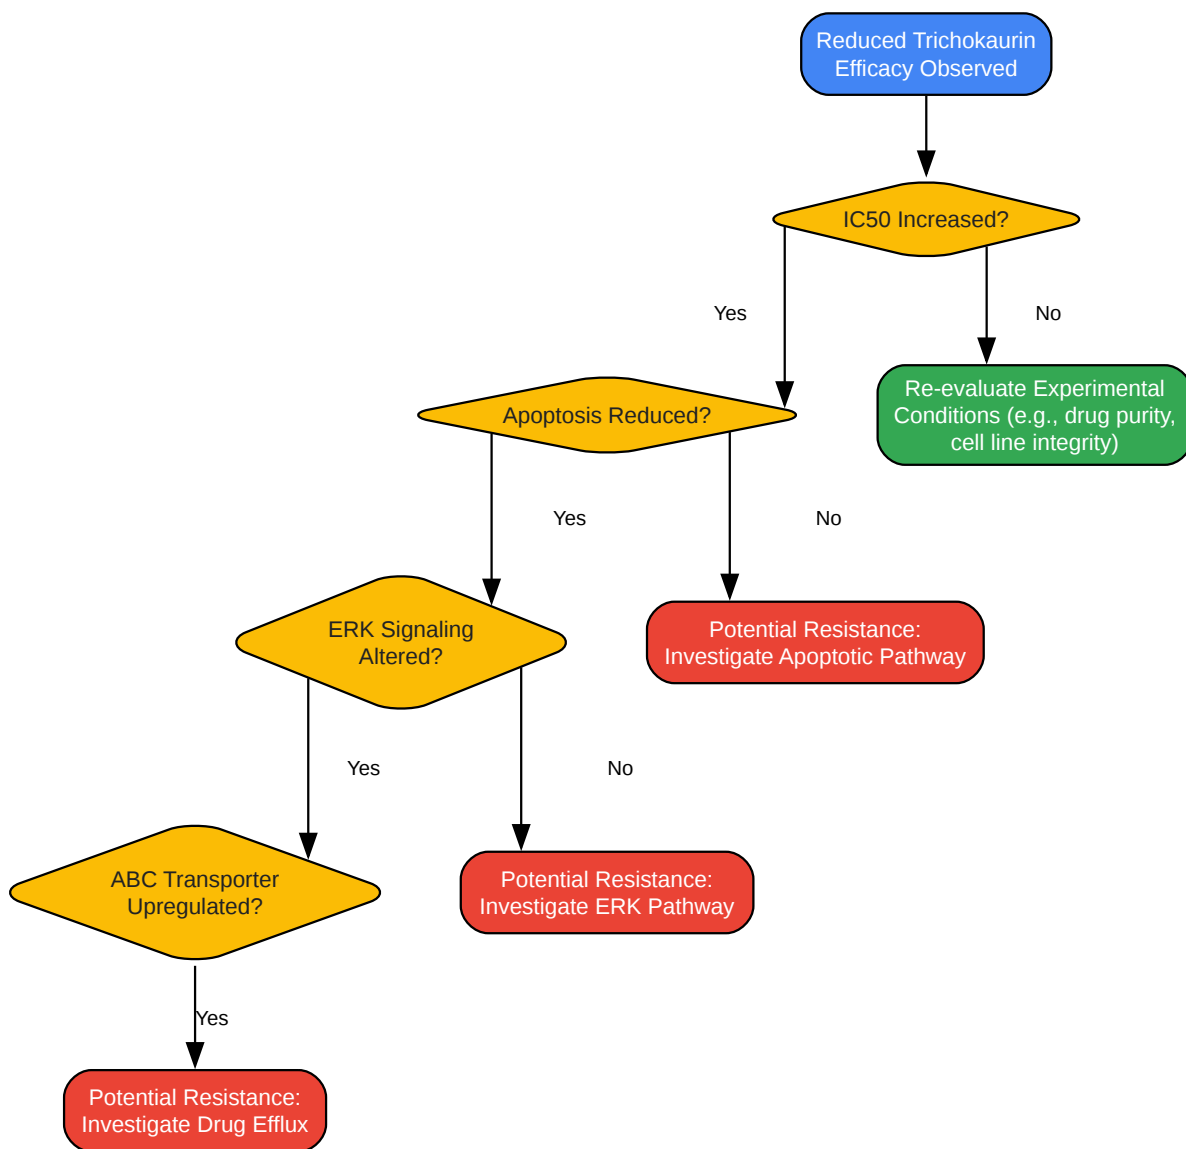 Reduced Trichokaurin
Efficacy Observed
IC50 Increased?
Yes
No
Re-evaluate Experimental
Conditions (e.g., drug purity,
cell line integrity)
Apoptosis Reduced?
Yes
No
Potential Resistance:
Investigate Apoptotic Pathway
ERK Signaling
Altered?
Yes
No
Potential Resistance:
Investigate ERK Pathway
ABC Transporter
Upregulated?
Yes
Potential Resistance:
Investigate Drug Efflux